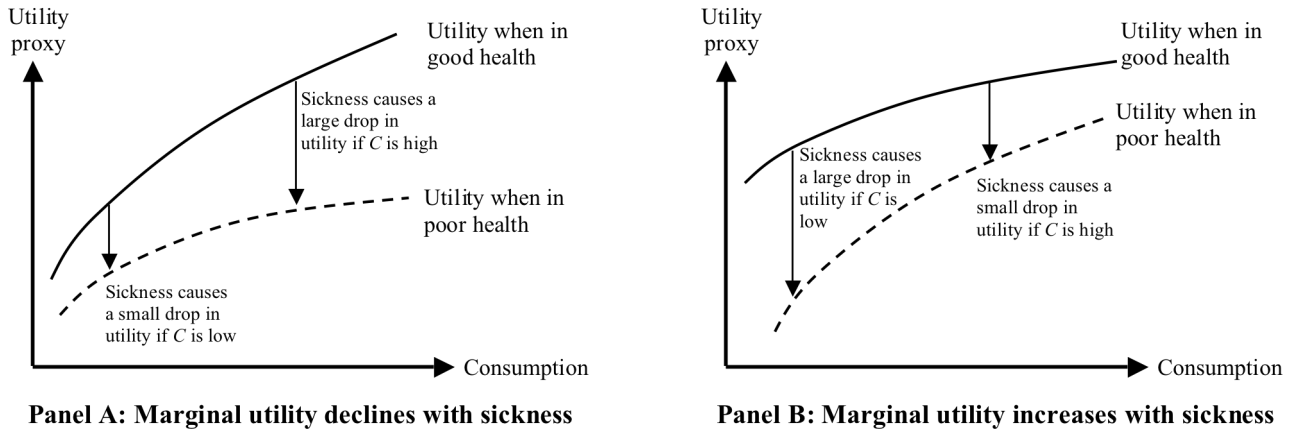 Utility
proxy
Utility when in
good health
Sickness causes a
large drop in
utility if C is high
Utility when in
poor health
Sickness causes
a small drop in
utility if C is low
Consumption
Panel A: Marginal utility declines with sickness
Utility
proxy
Utility when in
good health
Utility when in
poor health
Sickness causes
a large drop in
utility if C is
low
Sickness causes a
small drop in
utility if C is high
Consumption
Panel B: Marginal utility increases with sickness